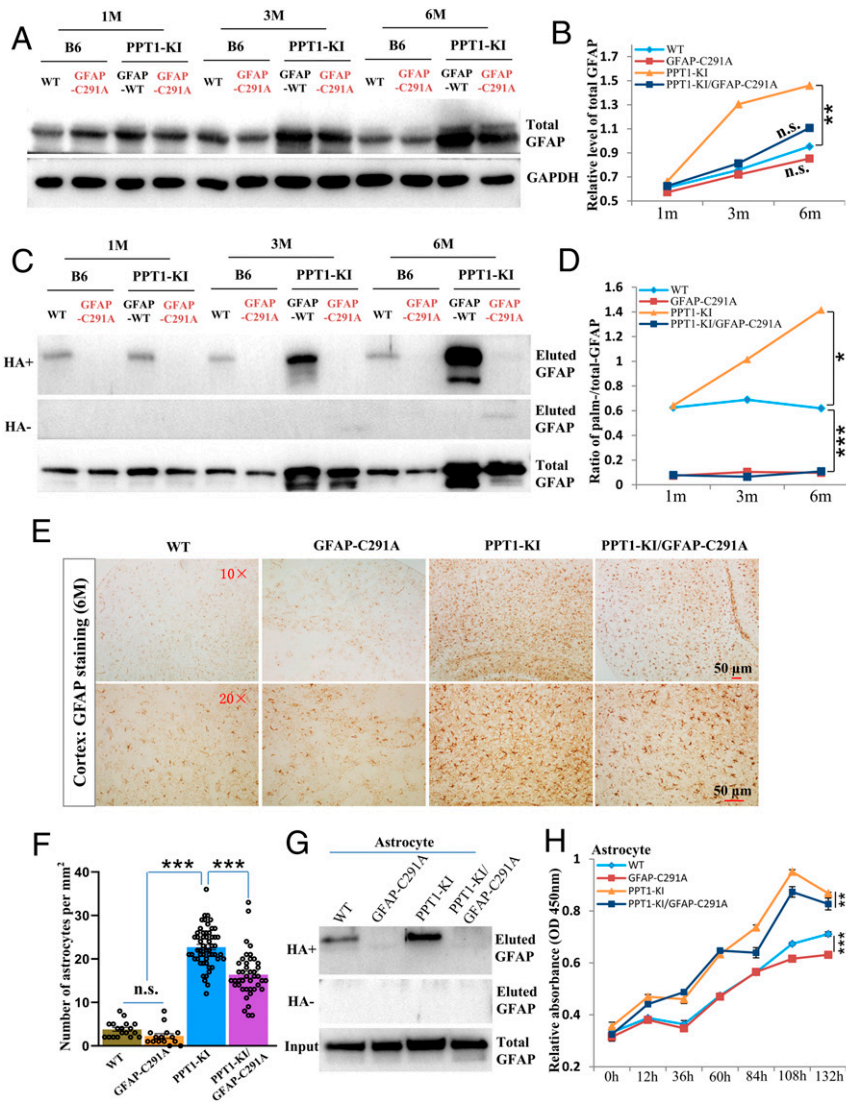 A
1M
3M
6M
B6
PPT1-KI
B6
PPT1-KI
B6
PPT1-KI
WT
GFAP
-C291A
GFAP
-WT
GFAP
-C291A
WT
GFAP
-C291A
GFAP
-WT
GFAP
-C291A
WT
GFAP
-C291A
GFAP
-WT
GFAP
-C291A
Total
GFAP
GAPDH
B
WT
GFAP-C291A
PPT1-KI
PPT1-KI/GFAP-C291A
Relative level of total GFAP
1.9
1.7
1.5
1.3
1.1
0.9
0.7
0.5
n.s.
n.s.
**
1m
3m
6m
C
1M
3M
6M
B6
PPT1-KI
B6
PPT1-KI
B6
PPT1-KI
WT
GFAP
-C291A
GFAP
-WT
GFAP
-C291A
WT
GFAP
-C291A
GFAP
-WT
GFAP
-C291A
WT
GFAP
-C291A
GFAP
-WT
GFAP
-C291A
HA+
Eluted
GFAP
HA-
Eluted
GFAP
Total
GFAP
D
WT
GFAP-C291A
PPT1-KI
PPT1-KI/GFAP-C291A
Ratio of palm-/total-GFAP
1.6
1.4
1.2
1
0.8
0.6
0.4
0.2
0
*
***
1m
3m
6m
E
WT
GFAP-C291A
PPT1-KI
PPT1-KI/GFAP-C291A
Cortex: GFAP staining (6M)
10×
50 µm
20×
50 µm
F
Number of astrocytes per mm2
40
30
20
10
0
***
***
n.s.
WT
GFAP-C291A
PPT1-KI
PPT1-KI/
GFAP-C291A
G
Astrocyte
WT
GFAP-C291A
PPT1-KI
PPT1-KI/
GFAP-C291A
HA+
Eluted
GFAP
HA-
Eluted
GFAP
Input
Total
GFAP
H
Astrocyte
WT
GFAP-C291A
PPT1-KI
PPT1-KI/GFAP-C291A
Relative absorbance (OD 450nm)
1
0.8
0.6
0.4
0.2
**
***
0h
12h
36h
60h
84h
108h
132h